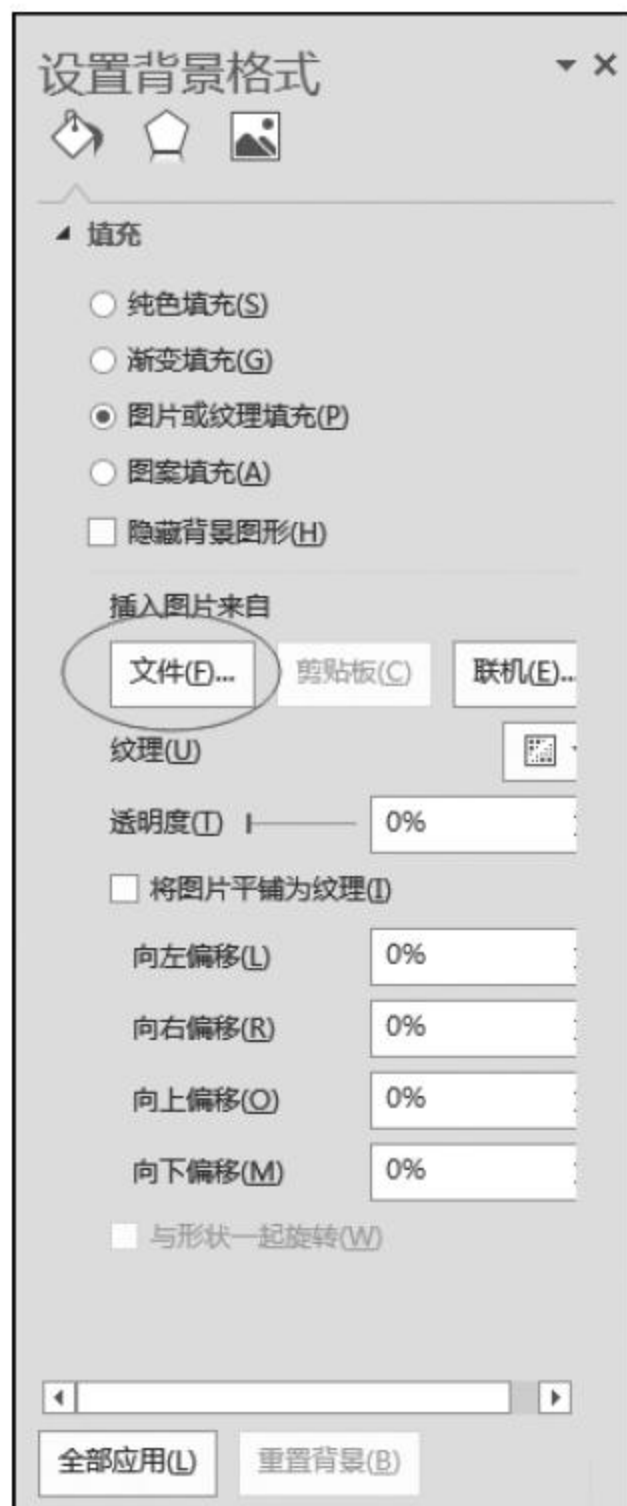 设置背景格式
填充
纯色填充(S)
渐变填充(G)
图片或纹理填充(P)
图案填充(A)
隐藏背景图形(H)
插入图片来自
文件(F)... 剪贴板(C) 联机(E)...
纹理(U)
透明度(T) 0%
将图片平铺为纹理(I)
向左偏移(L) 0%
向右偏移(R) 0%
向上偏移(O) 0%
向下偏移(M) 0%
与形状一起旋转(W)
全部应用(L) 重置背景(B)